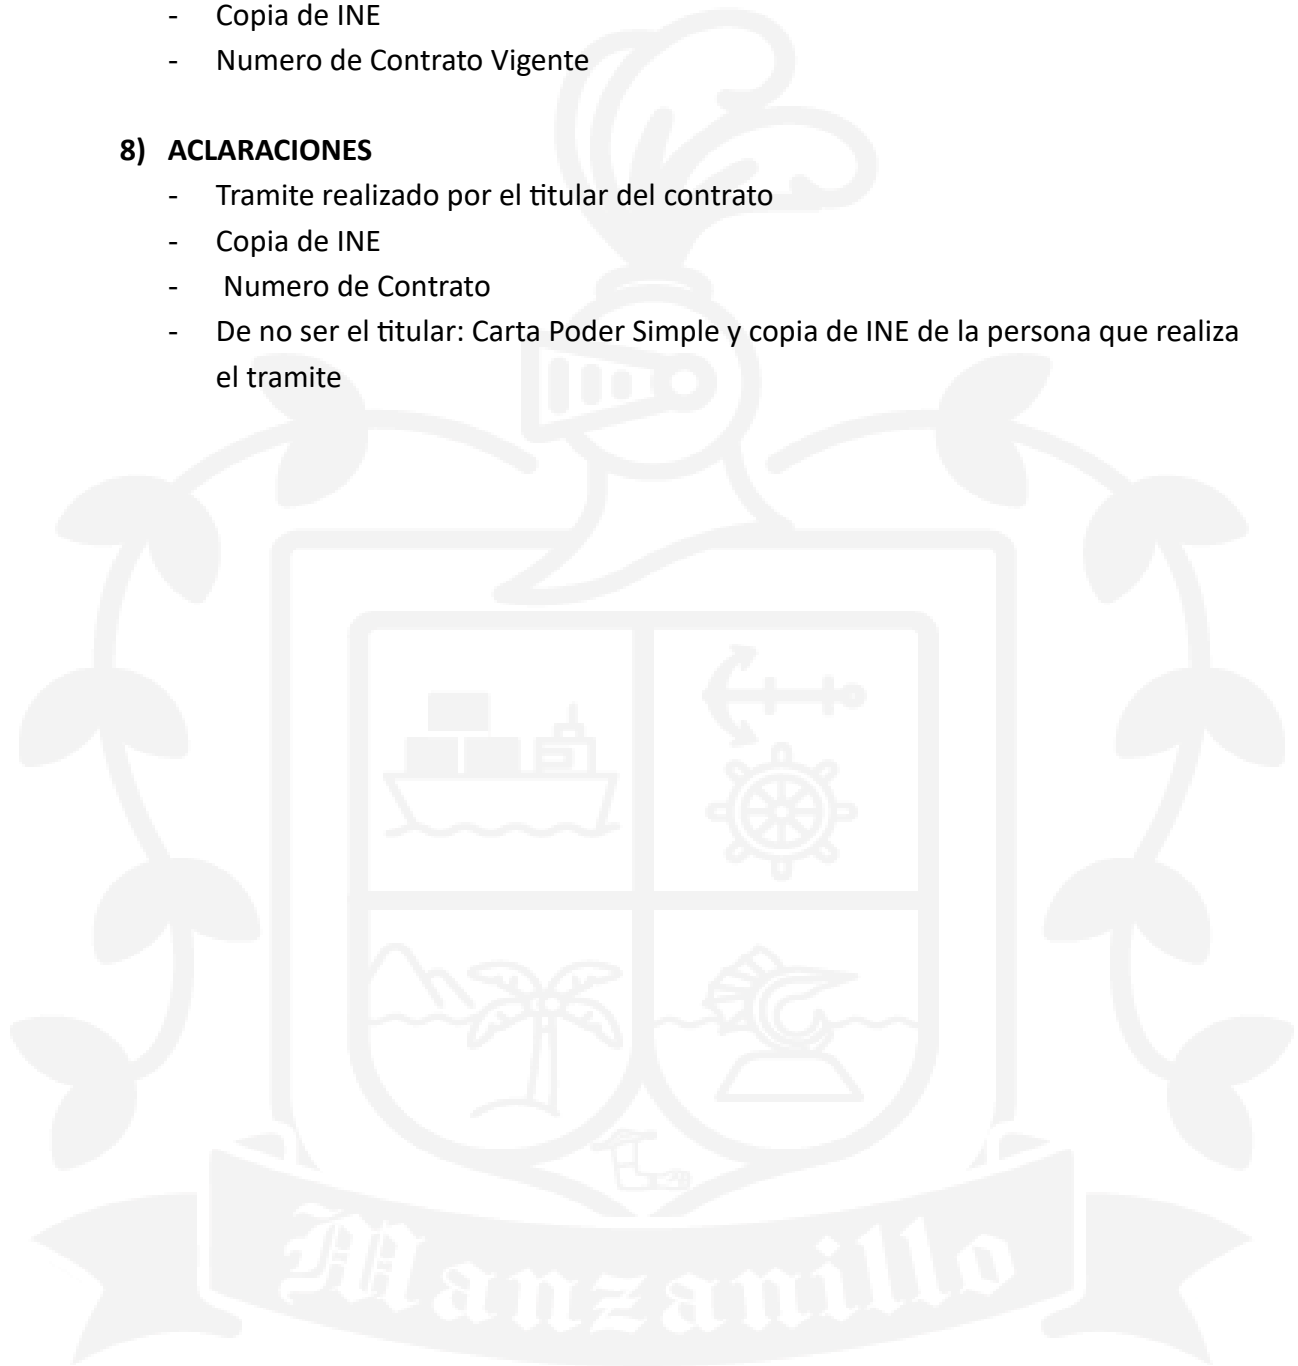 - Copia de INE
- Numero de Contrato Vigente
8) ACLARACIONES
- Tramite realizado por el titular del contrato
- Copia de INE
- Numero de Contrato
- De no ser el titular: Carta Poder Simple y copia de INE de la persona que realiza
el tramite
Manzanillo